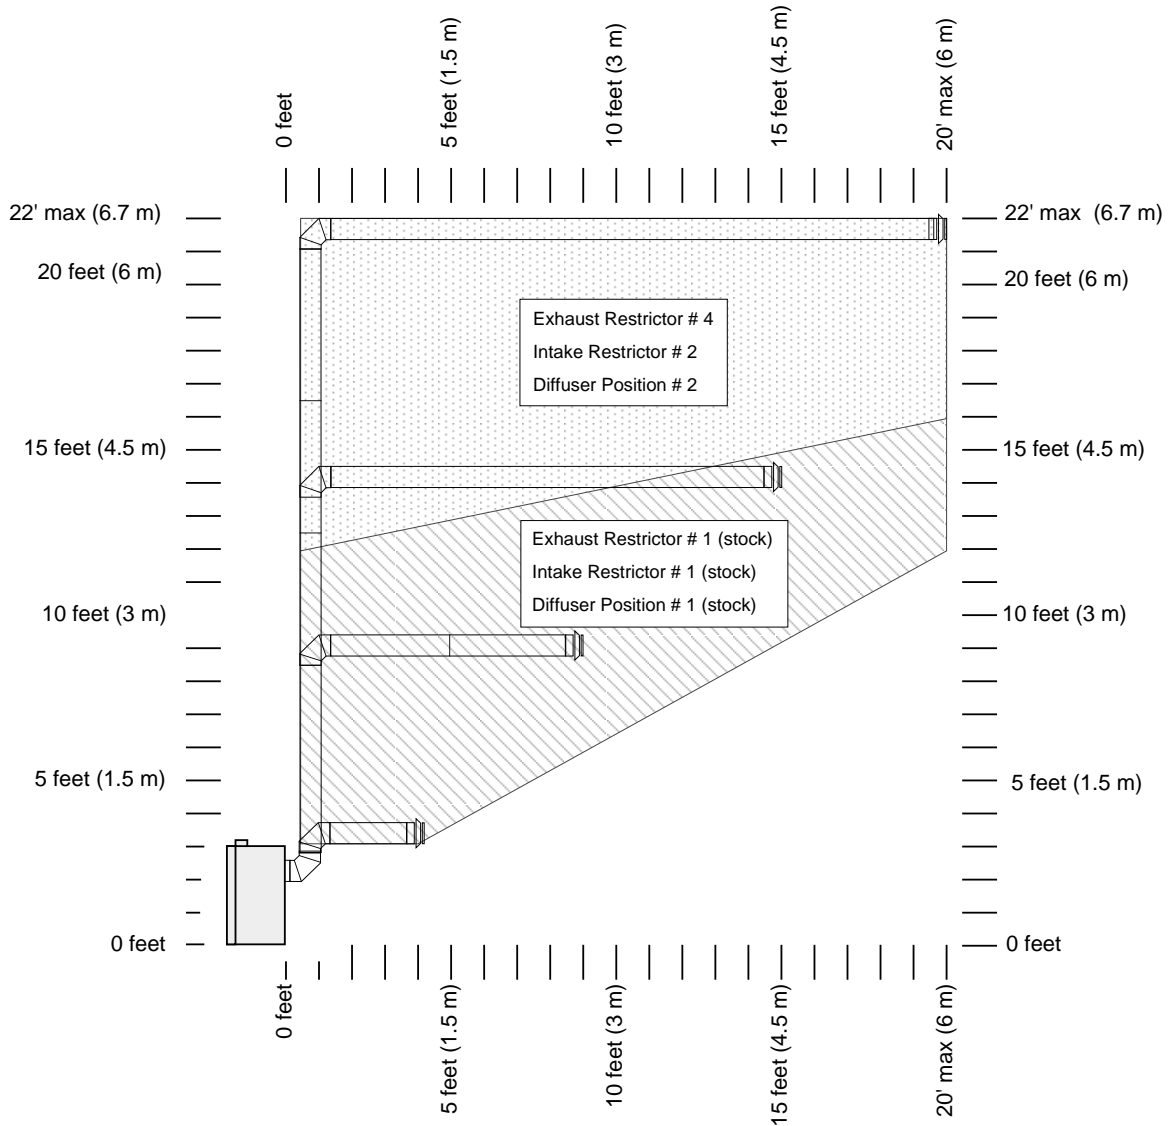 0 feet
5 feet (1.5 m)
10 feet (3 m)
15 feet (4.5 m)
20' max (6 m)
22' max (6.7 m)
22' max (6.7 m)
20 feet (6 m)
20 feet (6 m)
Exhaust Restrictor # 4
Intake Restrictor # 2
Diffuser Position # 2
15 feet (4.5 m)
15 feet (4.5 m)
Exhaust Restrictor # 1 (stock)
Intake Restrictor # 1 (stock)
Diffuser Position # 1 (stock)
10 feet (3 m)
10 feet (3 m)
5 feet (1.5 m)
5 feet (1.5 m)
0 feet
0 feet
0 feet
5 feet (1.5 m)
10 feet (3 m)
15 feet (4.5 m)
20' max (6 m)